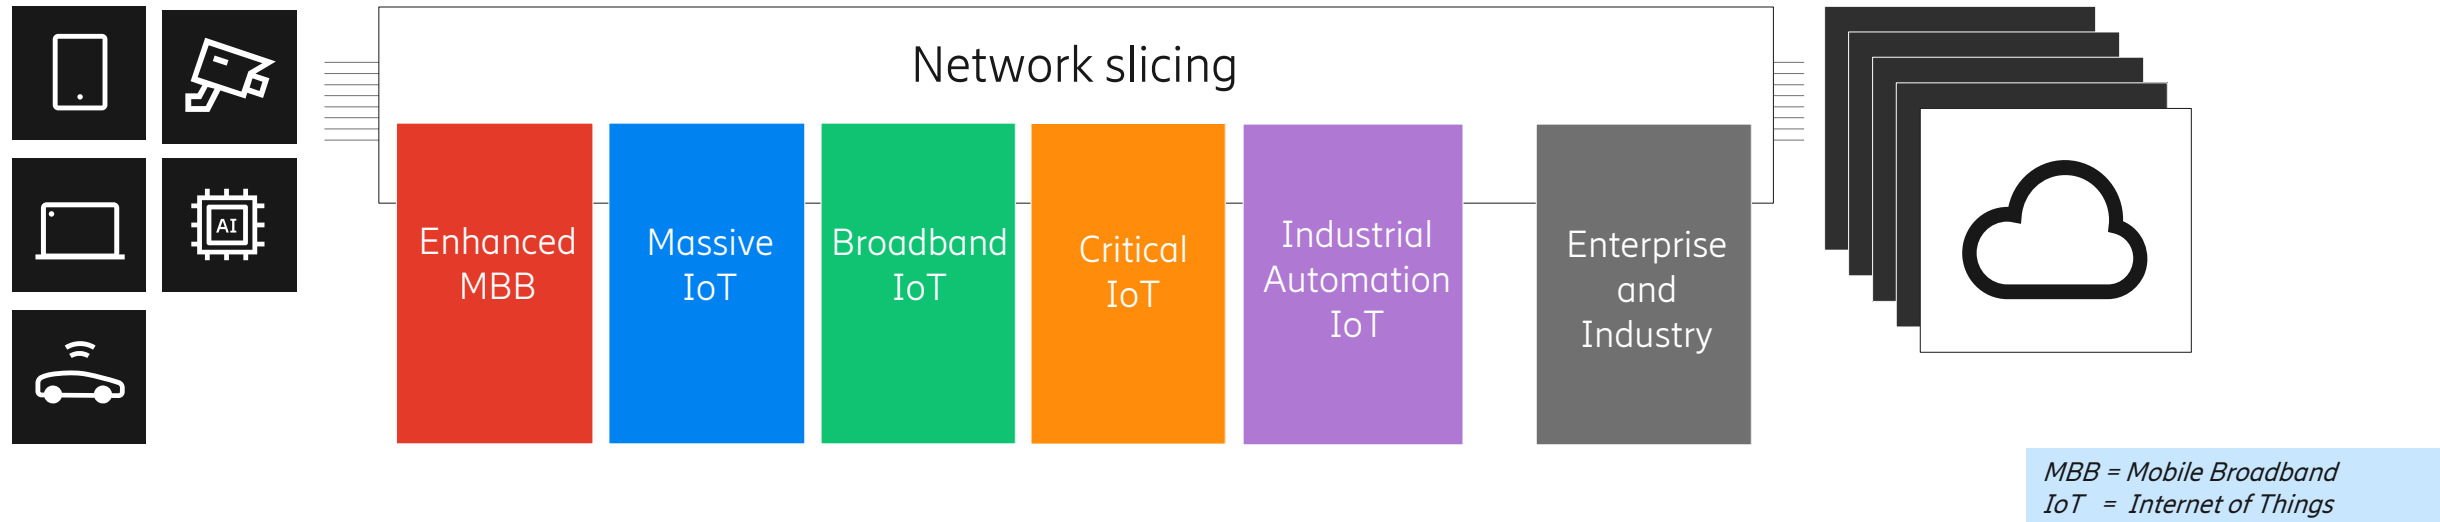 Network slicing
AI
Enhanced
MBB
Massive
IoT
Broadband
IoT
Critical
IoT
Industrial
Automation
IoT
Enterprise
and
Industry
MBB = Mobile Broadband
IoT = Internet of Things